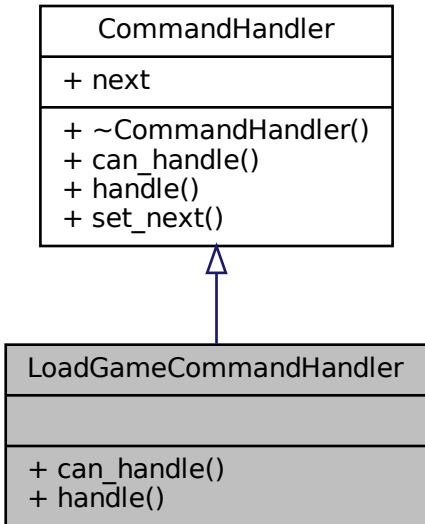 CommandHandler
+ next
+ ~CommandHandler()
+ can_handle()
+ handle()
+ set_next()
LoadGameCommandHandler
+ can_handle()
+ handle()